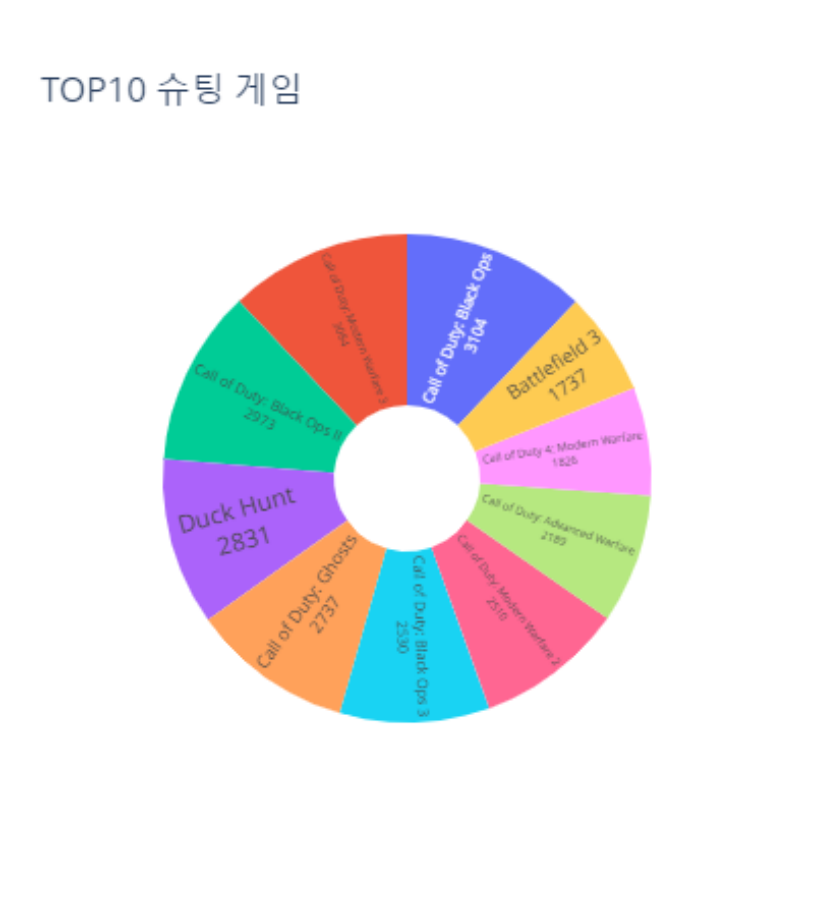 TOP10 슈팅 게임
Call of Duty: Black Ops
3104
Battlefield 3
1737
Call of Duty 4: Modern Warfare
1826
Call of Duty: Advanced Warfare
2189
Call of Duty: Modern Warfare 2
2510
Call of Duty: Black Ops 3
2530
Call of Duty: Ghosts
2737
Duck Hunt
2831
Call of Duty: Black Ops II
2973
Call of Duty: Modern Warfare 3
3064